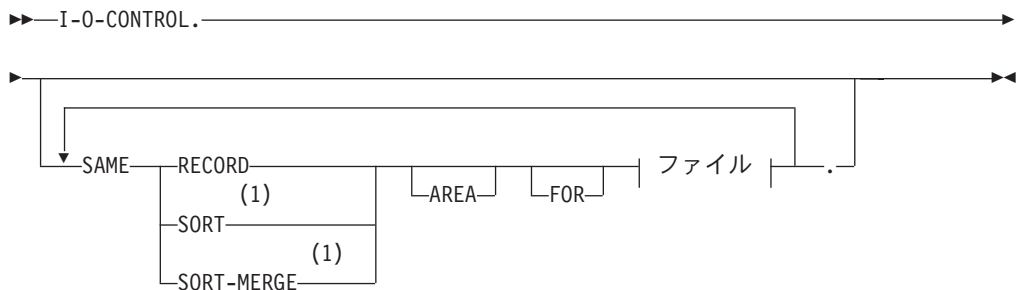 I-O-CONTROL.
SAME RECORD AREA FOR ファイル .
(1)
SORT
(1)
SORT-MERGE